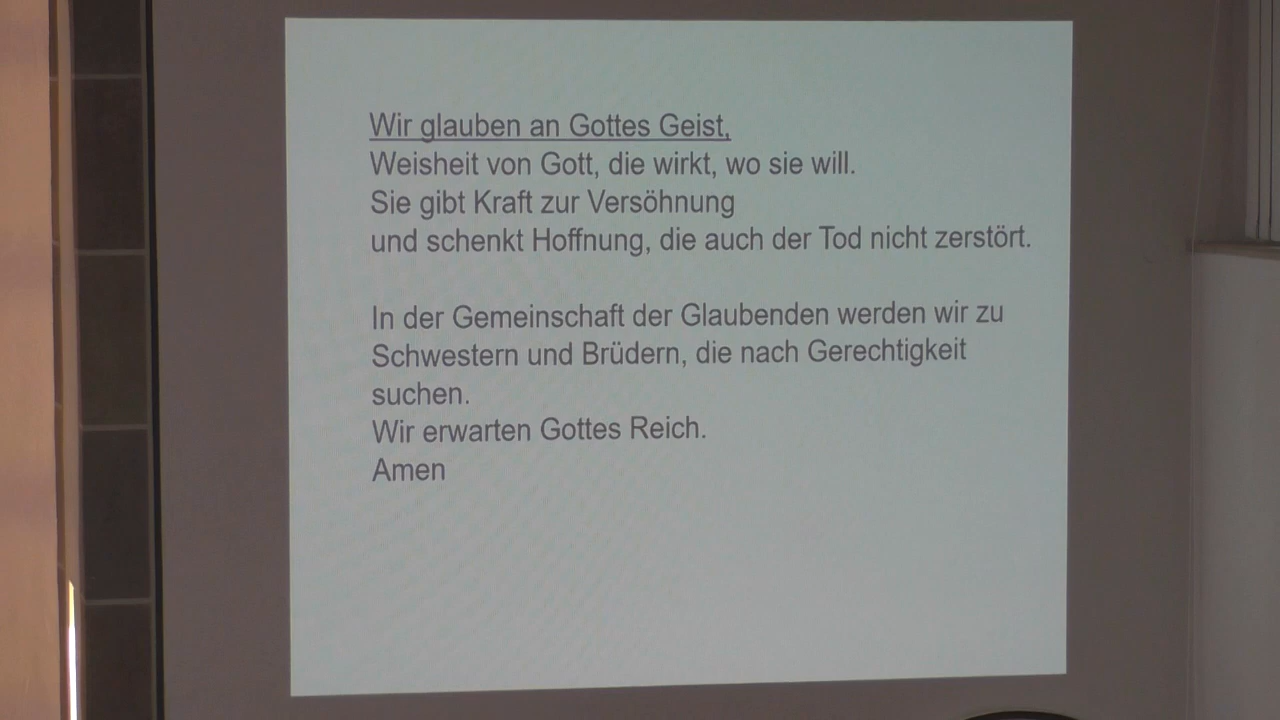 Wir glauben an Gottes Geist,
Weisheit von Gott, die wirkt, wo sie will.
Sie gibt Kraft zur Versöhnung
und schenkt Hoffnung, die auch der Tod nicht zerstört.
In der Gemeinschaft der Glaubenden werden wir zu
Schwestern und Brüdern, die nach Gerechtigkeit
suchen.
Wir erwarten Gottes Reich.
Amen